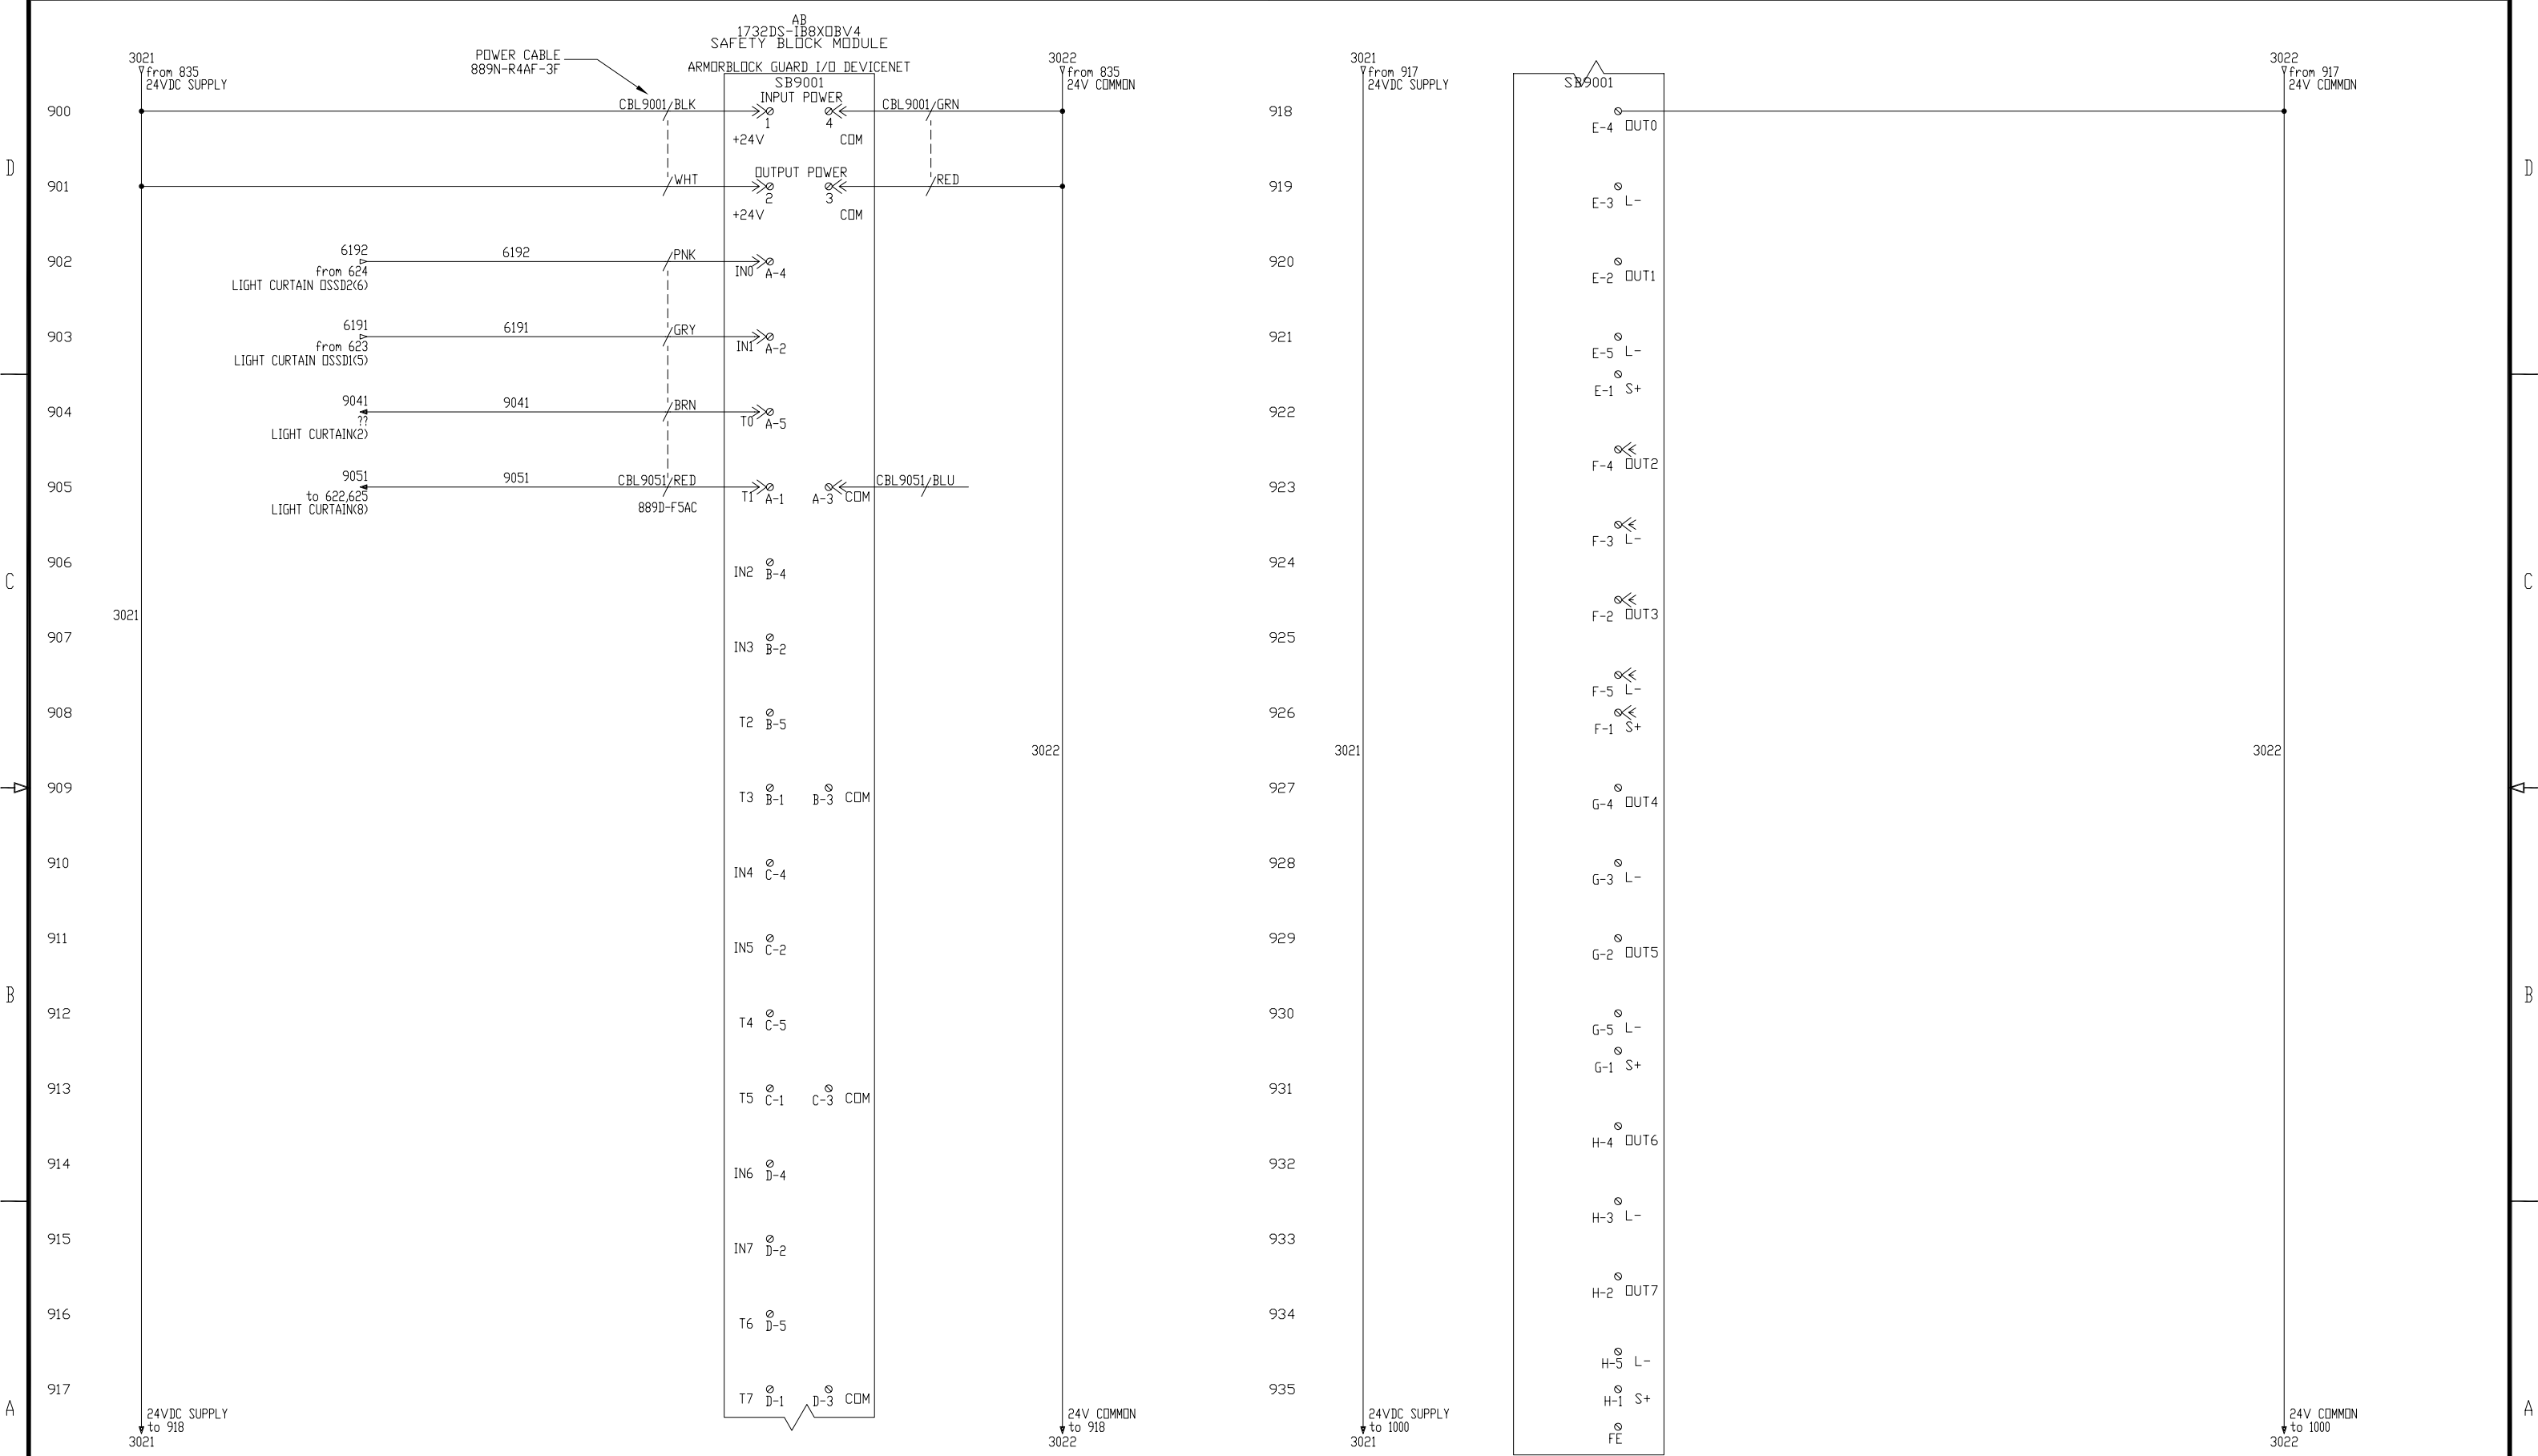 AB
1732DS-IB8XOBV4
SAFETY BLOCK MODULE
ARMORBLOCK GUARD I/O DEVICENET
SB9001
POWER CABLE
889N-R4AF-3F
3021
from 835
24VDC SUPPLY
3022
from 835
24V COMMON
D
900
CBL9001/BLK
INPUT POWER
CBL9001/GRN
1
4
+24V
COM
901
WHT
OUTPUT POWER
RED
2
3
+24V
COM
902
6192
6192
PNK
from 624
LIGHT CURTAIN OSSD2(6)
IN0
A-4
903
6191
6191
GRY
from 623
LIGHT CURTAIN OSSD1(5)
IN1
A-2
904
9041
9041
BRN
??
LIGHT CURTAIN(2)
T0
A-5
905
9051
9051
CBL9051/RED
CBL9051/BLU
to 622,625
LIGHT CURTAIN(8)
889D-F5AC
T1
A-1
A-3
COM
C
906
IN2
B-4
3021
907
IN3
B-2
908
T2
B-5
3022
909
T3
B-1
B-3
COM
910
IN4
C-4
911
IN5
C-2
B
912
T4
C-5
913
T5
C-1
C-3
COM
914
IN6
D-4
915
IN7
D-2
916
T6
D-5
917
T7
D-1
D-3
COM
A
24VDC SUPPLY
to 918
3021
24V COMMON
to 918
3022
3021
from 917
24VDC SUPPLY
SB9001
3022
from 917
24V COMMON
918
E-4 OUT0
D
919
E-3 L-
920
E-2 OUT1
921
E-5 L-
E-1 S+
922
F-4 OUT2
923
F-3 L-
924
C
F-2 OUT3
925
F-5 L-
926
F-1 S+
3021
3022
927
G-4 OUT4
928
G-3 L-
929
G-2 OUT5
B
930
G-5 L-
G-1 S+
931
H-4 OUT6
932
H-3 L-
933
H-2 OUT7
934
H-5 L-
935
H-1 S+
A
FE
24VDC SUPPLY
to 1000
3021
24V COMMON
to 1000
3022